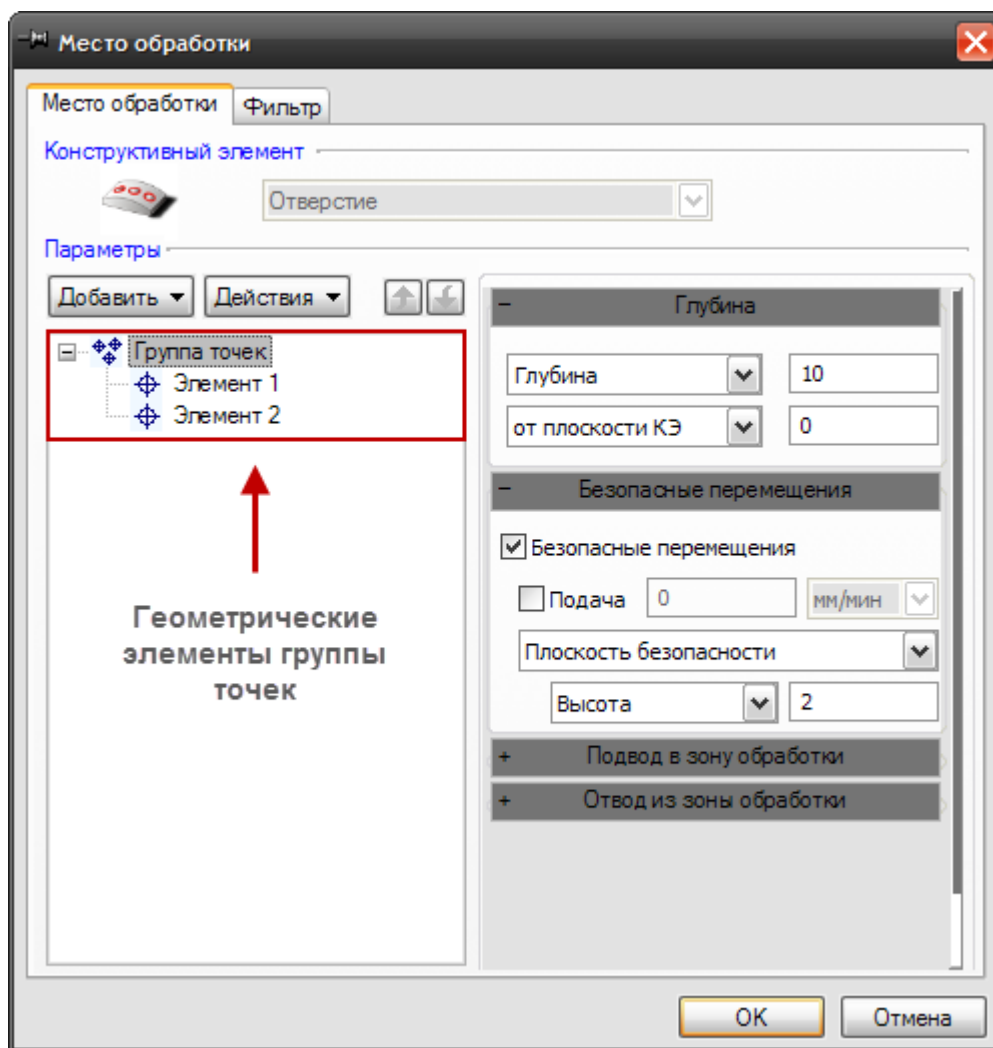 Место обработки
Место обработки Фильтр
Конструктивный элемент
Отверстие
Параметры
Добавить Действия
Группа точек
Элемент 1
Элемент 2
Геометрические
элементы группы
точек
- Глубина
Глубина 10
от плоскости КЭ 0
- Безопасные перемещения
Безопасные перемещения
Подача 0 мм/мин
Плоскость безопасности
Высота 2
+ Подвод в зону обработки
+ Отвод из зоны обработки
OK Отмена